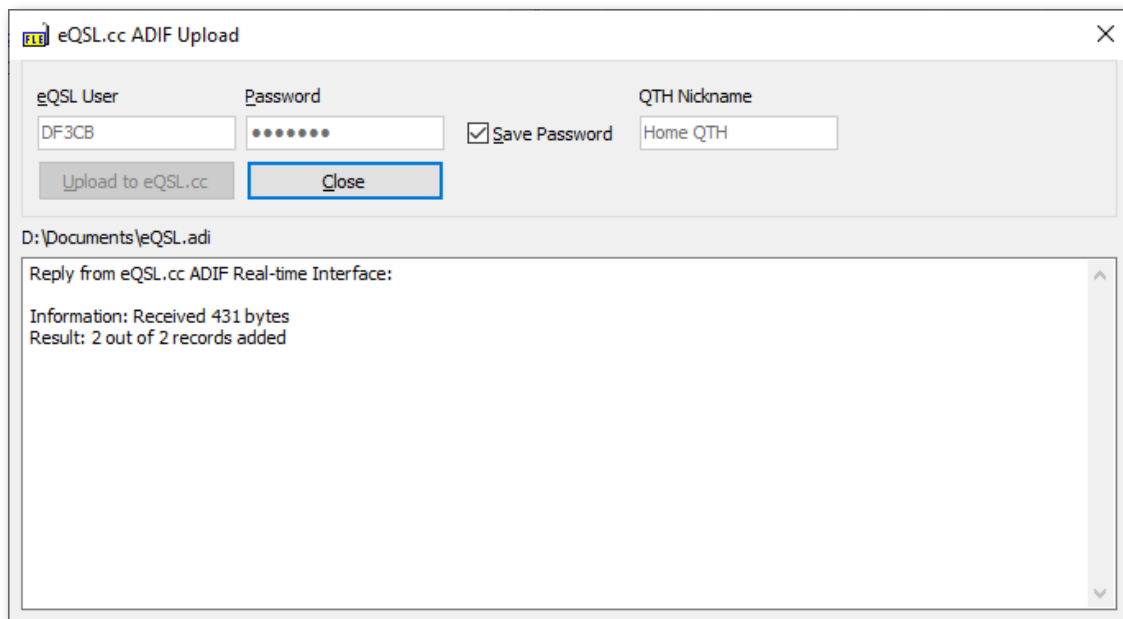 FLE eQSL.cc ADIF Upload
eQSL User Password QTH Nickname
DF3CB ●●●●●●● Save Password Home QTH
Upload to eQSL.cc Close
D:\Documents\eQSL.adi
Reply from eQSL.cc ADIF Real-time Interface:
Information: Received 431 bytes
Result: 2 out of 2 records added